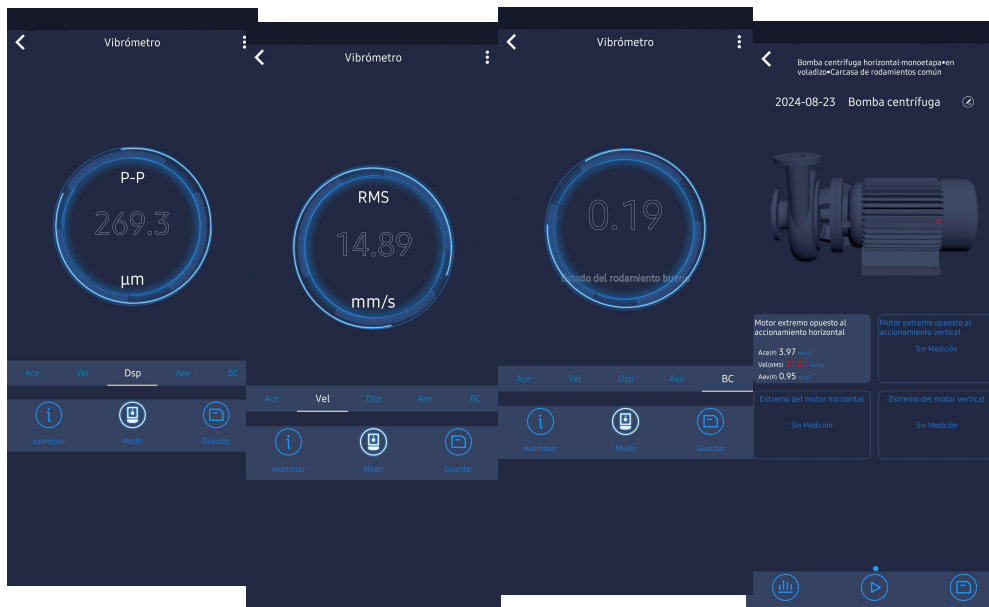 Vibrómetro
P-P
269.3
µm
Ace Vel Dsp Aev BC
examinar Medir Guardar
Vibrómetro
RMS
14.89
mm/s
Ace Vel Dsp Aev BC
examinar Medir Guardar
Vibrómetro
0.19
Estado del rodamiento bueno
Ace Vel Dsp Aev BC
examinar Medir Guardar
Bomba centrífuga horizontal·monoetapa•en
voladizo•Carcasa de rodamientos común
2024-08-23 Bomba centrífuga
Motor extremo opuesto al
accionamiento horizontal
Ace(P) 3.97 m/s2
Vel(RMS) mm/s
Aev(P) 0.95 m/s2
Motor extremo opuesto al
accionamiento vertical
Sin Medición
Extremo del motor horizontal
Sin Medición
Extremo del motor vertical
Sin Medición